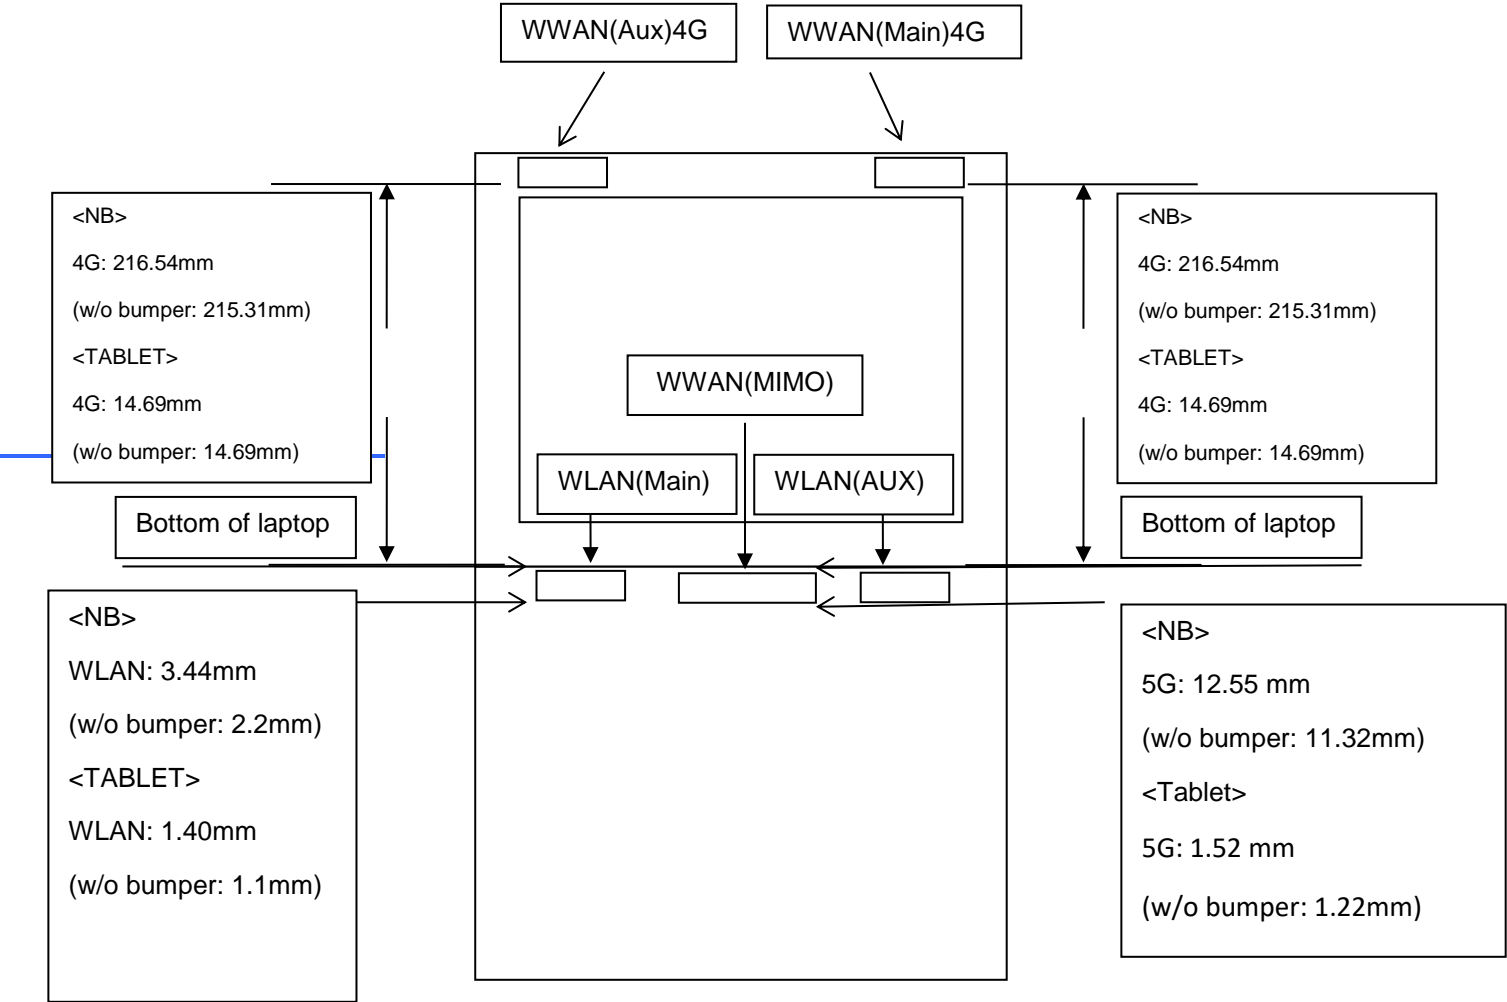 WWAN(Aux)4G
WWAN(Main)4G
<NB>
4G: 216.54mm
(w/o bumper: 215.31mm)
<TABLET>
4G: 14.69mm
(w/o bumper: 14.69mm)
<NB>
4G: 216.54mm
(w/o bumper: 215.31mm)
<TABLET>
4G: 14.69mm
(w/o bumper: 14.69mm)
WWAN(MIMO)
WLAN(Main)
WLAN(AUX)
Bottom of laptop
Bottom of laptop
<NB>
WLAN: 3.44mm
(w/o bumper: 2.2mm)
<TABLET>
WLAN: 1.40mm
(w/o bumper: 1.1mm)
<NB>
5G: 12.55 mm
(w/o bumper: 11.32mm)
<Tablet>
5G: 1.52 mm
(w/o bumper: 1.22mm)